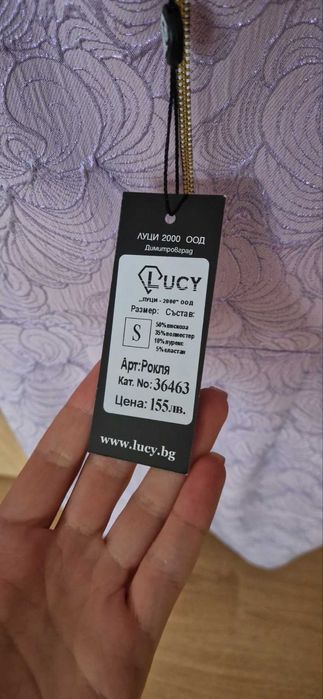 ЛУЦИ 2000 ООД
Димитровград
LUCY
„ЛУЦИ - 2000" ООД
Размер: Състав:
S
50% вискоза
35% полиестер
10% лурекс
5% еластан
Арт:Рокля
Кат. No:36463
Цена: 155лв.
www.lucy.bg